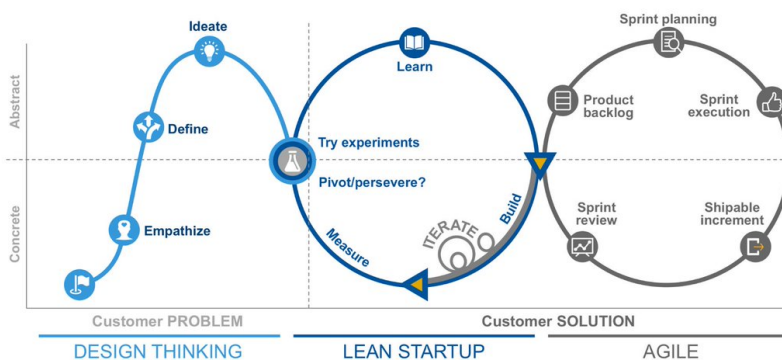 Ideate
Sprint planning
Abstract
Learn
Product
backlog
Sprint
execution
Define
Try experiments
Pivot/persevere?
Concrete
Empathize
Measure
ITERATE
Build
Sprint
review
Shipable
increment
Customer PROBLEM
Customer SOLUTION
DESIGN THINKING
LEAN STARTUP
AGILE